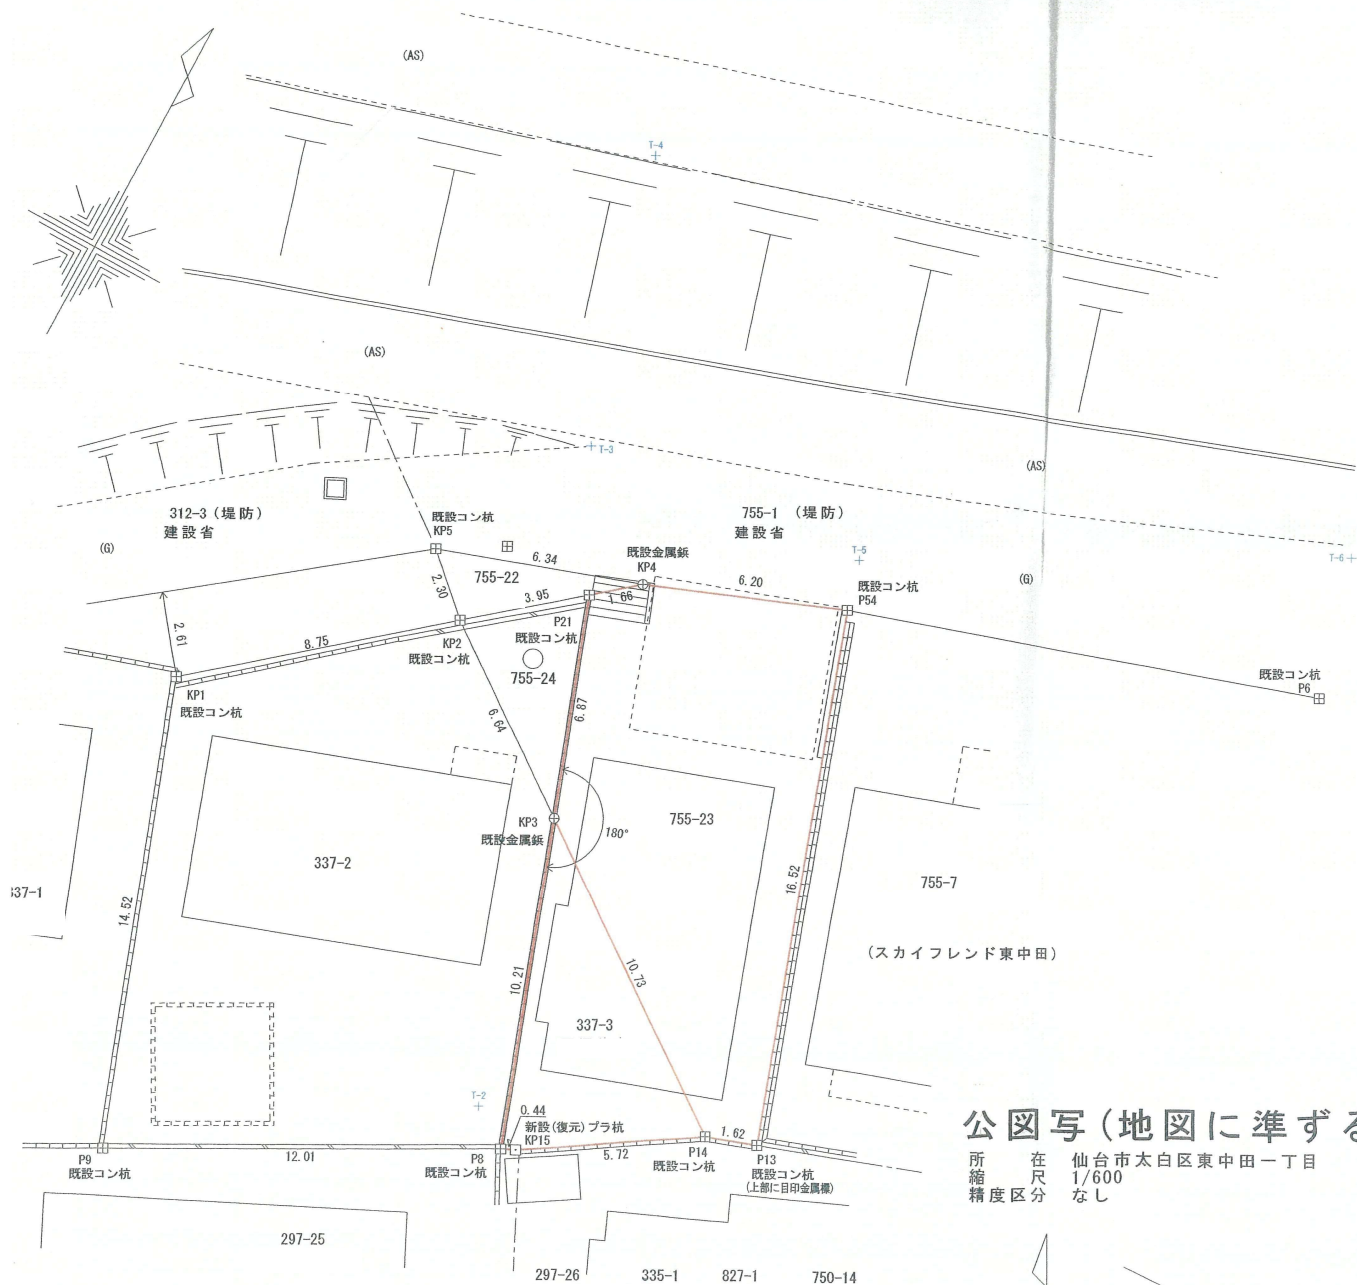 (AS)
T-4
(AS)
T-3
(AS)
312-3 (堤防)
建設省
(G)
既設コン杭
KP5
755-1 (堤防)
建設省
T-5
T-6
(G)
6.34
既設金属鋲
KP4
2.30
755-22
3.95
1.66
6.20
既設コン杭
P54
2.61
8.75
KP2
既設コン杭
P21
既設コン杭
755-24
既設コン杭
P6
KP1
既設コン杭
6.64
6.87
KP3
既設金属鋲
180°
755-23
337-2
755-7
16.52
14.52
(スカイフレンド東中田)
10.21
10.73
337-3
T-2
0.44
新設(復元)プラ杭
KP15
P9
既設コン杭
12.01
P8
既設コン杭
5.72
P14
既設コン杭
1.62
P13
既設コン杭
(上部に目印金属標)
297-25
297-26
335-1
827-1
750-14
公図写(地図に準ずる
所 在 仙台市太白区東中田一丁目
縮 尺 1/600
精度区分 なし